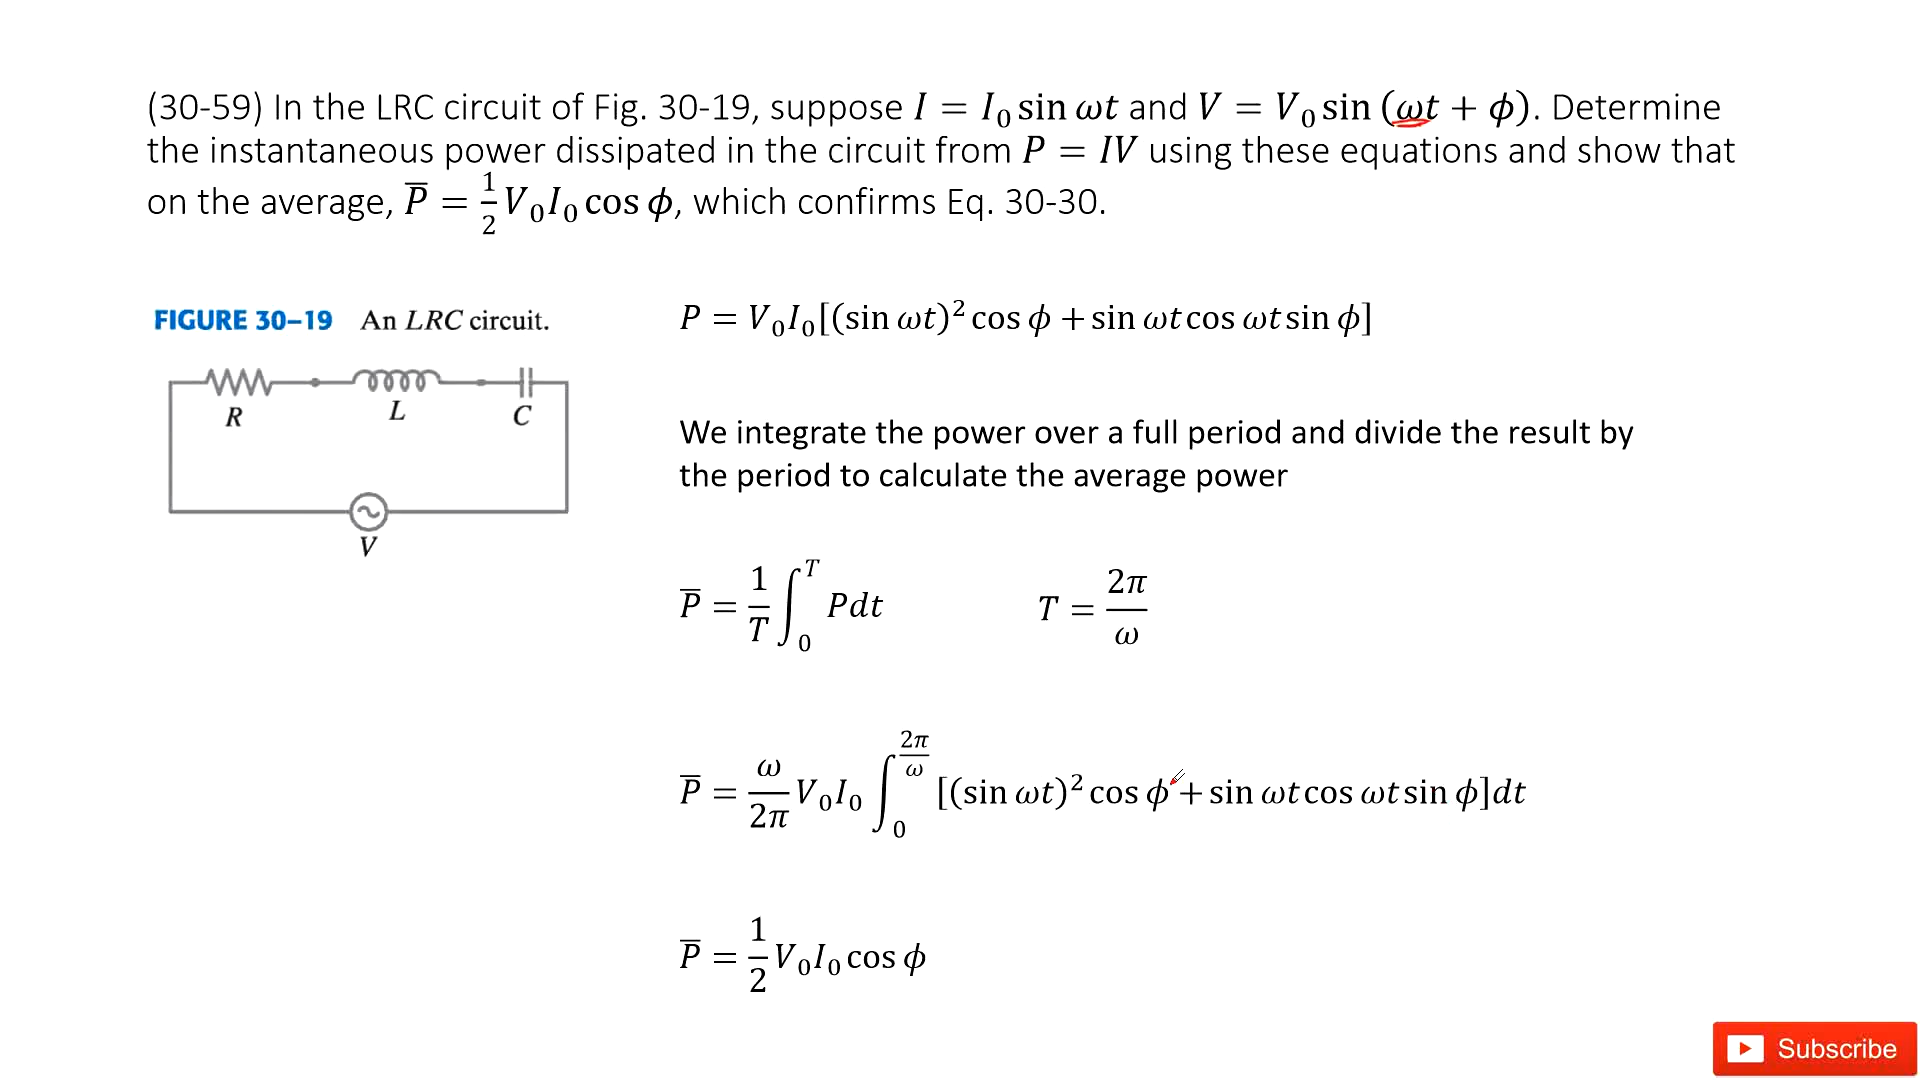 (30-59) In the LRC circuit of Fig. 30-19, suppose I = I₀ sin ωt and V = V₀ sin (ωt + ϕ). Determine
the instantaneous power dissipated in the circuit from P = IV using these equations and show that
on the average, P̅ = 1/2 V₀I₀ cos ϕ, which confirms Eq. 30-30.
FIGURE 30–19 An LRC circuit.
R
L
C
V
P = V₀I₀[(sin ωt)² cos ϕ + sin ωt cos ωt sin ϕ]
We integrate the power over a full period and divide the result by
the period to calculate the average power
P̅ = 1/T ∫₀ᵀ Pdt
T = 2π/ω
P̅ = ω/2π V₀I₀ ∫₀^(2π/ω) [(sin ωt)² cos ϕ + sin ωt cos ωt sin ϕ]dt
P̅ = 1/2 V₀I₀ cos ϕ
Subscribe